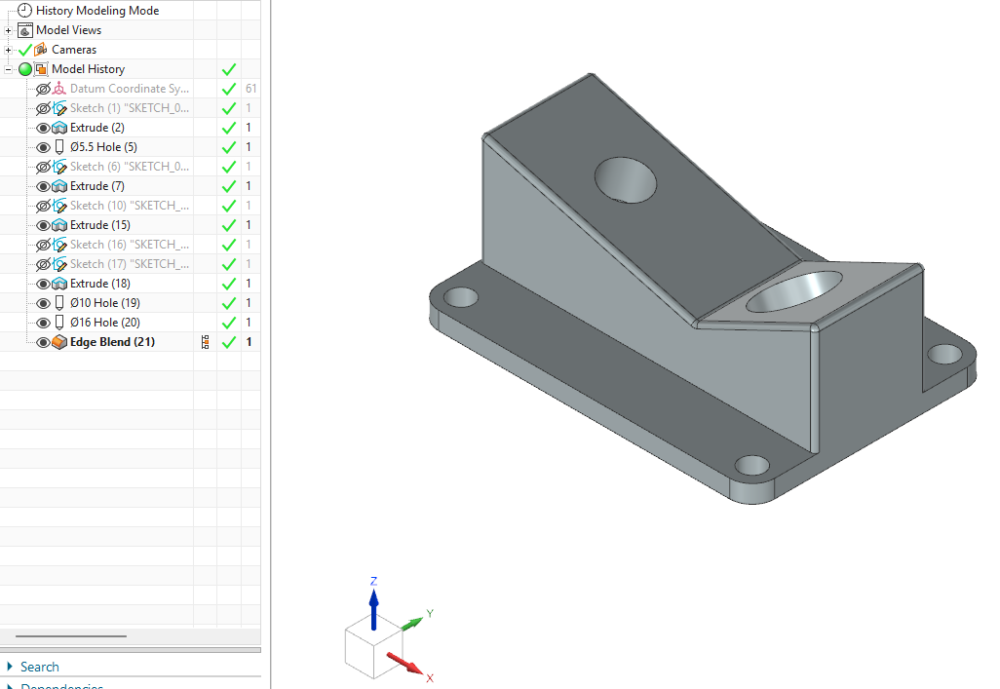 History Modeling Mode
Model Views
Cameras
Model History
Datum Coordinate Sy... 61
Sketch (1) "SKETCH_0... 1
Extrude (2) 1
Ø5.5 Hole (5) 1
Sketch (6) "SKETCH_0... 1
Extrude (7) 1
Sketch (10) "SKETCH_... 1
Extrude (15) 1
Sketch (16) "SKETCH_... 1
Sketch (17) "SKETCH_... 1
Extrude (18) 1
Ø10 Hole (19) 1
Ø16 Hole (20) 1
Edge Blend (21) 1
Search
Dependencies
Z
Y
X